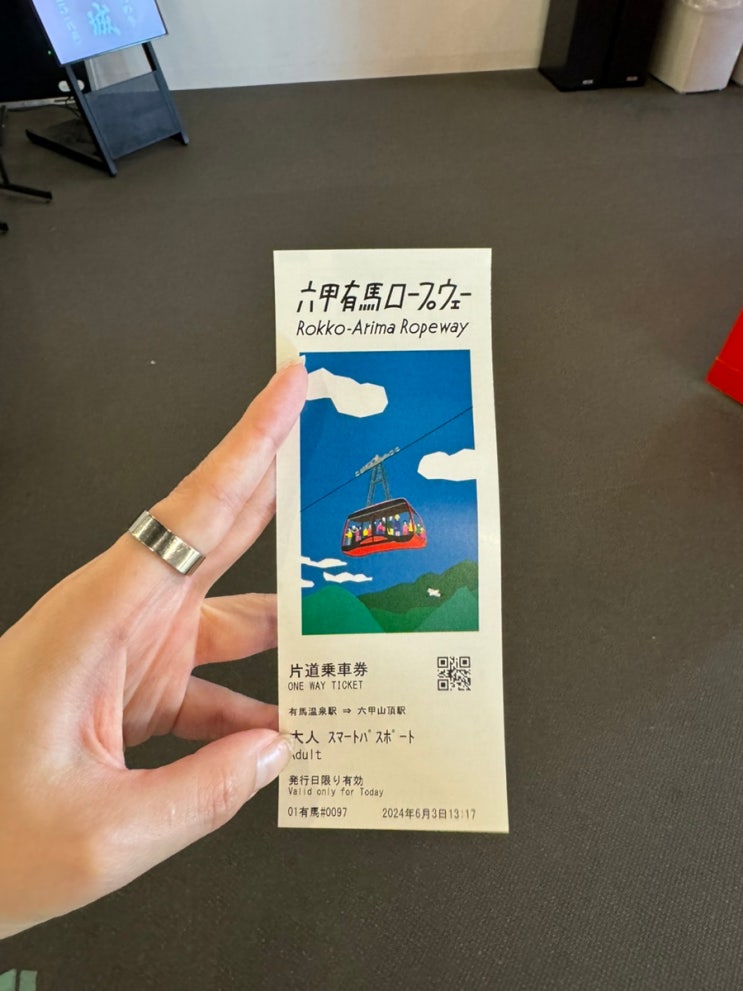 六甲有馬ロープウェー
Rokko-Arima Ropeway
片道乗車券
ONE WAY TICKET
有馬温泉駅 ⇒ 六甲山頂駅
大人 スマートパスポート
Adult
発行日限り有効
Valid only for Today
01有馬#0097 2024年6月3日13:17